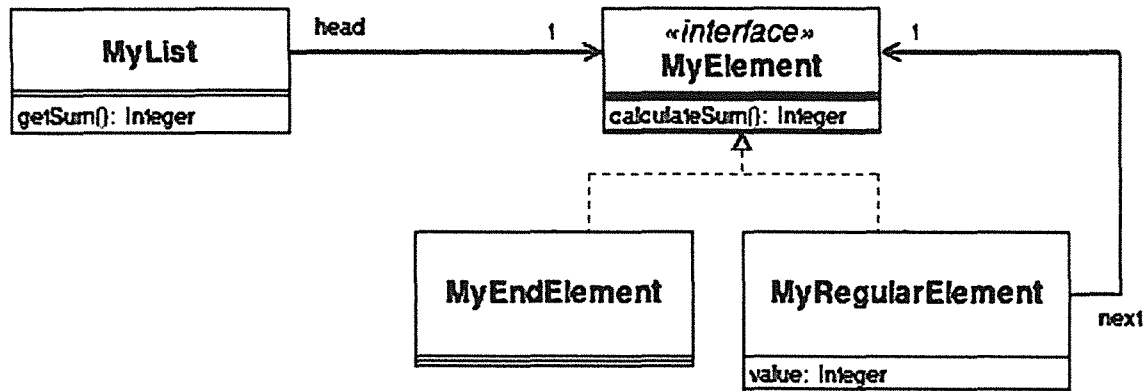 head
1
MyList
getSum(): Integer
«interface»
MyElement
calculateSum(): Integer
1
MyEndElement
MyRegularElement
value: Integer
next